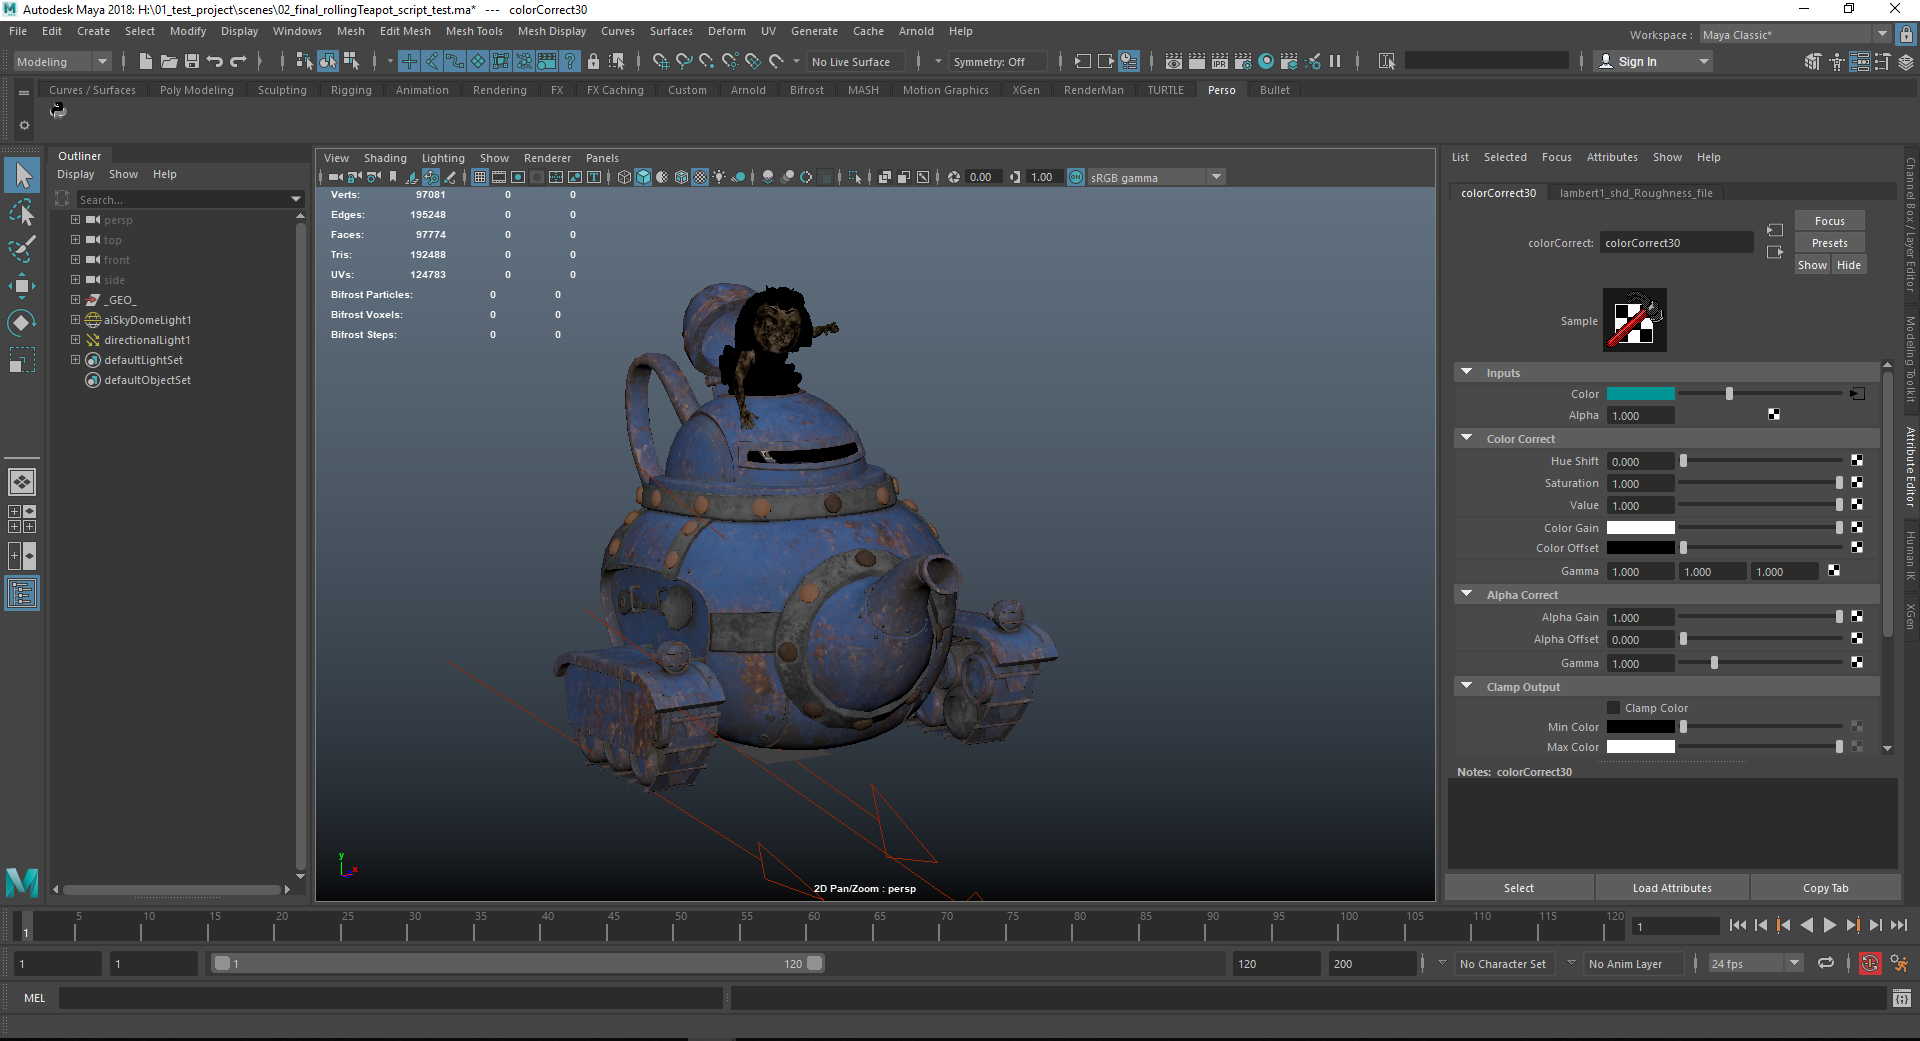 Autodesk Maya 2018: H:\01_test_project\scenes\02_final_rollingTeapot_script_test.ma* --- colorCorrect30
File Edit Create Select Modify Display Windows Mesh Edit Mesh Mesh Tools Mesh Display Curves Surfaces Deform UV Generate Cache Arnold Help
Workspace : Maya Classic*
Modeling No Live Surface Symmetry: Off IPR Sign In
Curves / Surfaces Poly Modeling Sculpting Rigging Animation Rendering FX FX Caching Custom Arnold Bifrost MASH Motion Graphics XGen RenderMan TURTLE Perso Bullet
Outliner
Display Show Help
Search...
persp
top
front
side
_GEO_
aiSkyDomeLight1
directionalLight1
defaultLightSet
defaultObjectSet
View Shading Lighting Show Renderer Panels
0.00 1.00 ON sRGB gamma
Verts: 97081 0 0
Edges: 195248 0 0
Faces: 97774 0 0
Tris: 192488 0 0
UVs: 124783 0 0
Bifrost Particles: 0 0
Bifrost Voxels: 0 0
Bifrost Steps: 0 0
y
x
2D Pan/Zoom : persp
List Selected Focus Attributes Show Help
colorCorrect30 lambert1_shd_Roughness_file
colorCorrect: colorCorrect30
Focus
Presets
Show Hide
Sample
Inputs
Color
Alpha 1.000
Color Correct
Hue Shift 0.000
Saturation 1.000
Value 1.000
Color Gain
Color Offset
Gamma 1.000 1.000 1.000
Alpha Correct
Alpha Gain 1.000
Alpha Offset 0.000
Gamma 1.000
Clamp Output
Clamp Color
Min Color
Max Color
Notes: colorCorrect30
Select Load Attributes Copy Tab
Channel Box / Layer Editor
Modeling Toolkit
Attribute Editor
Human IK
XGen
5 10 15 20 25 30 35 40 45 50 55 60 65 70 75 80 85 90 95 100 105 110 115 120
1 1
1 1 1 120 120 200 No Character Set No Anim Layer 24 fps
MEL